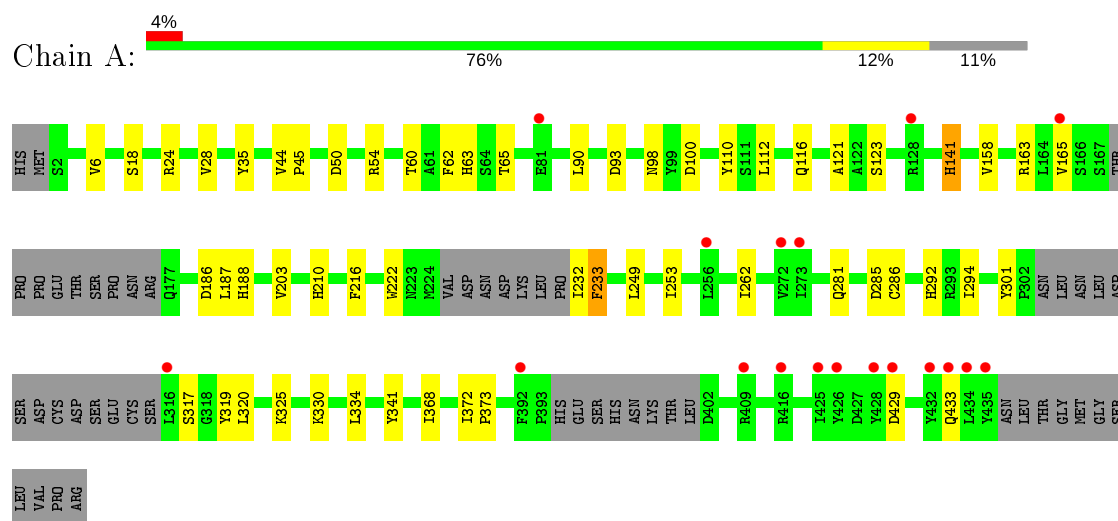 4%
Chain A:
76% 12% 11%
HIS MET S2 V6 S18 R24 V28 Y35 V44 P45 D50 R54 T60 A61 F62 H63 S64 T65 E81 L90 D93 N98 Y99 D100 Y110 S111 L112 Q116 A121 A122 S123 R128 H141 V158 R163 L164 V165 S166 S167 THR
PRO PRO GLU THR SER PRO ASN ARG Q177 D186 L187 H188 V203 H210 F216 W222 N223 M224 VAL ASP ASN ASP LYS LEU PRO I232 F233 L249 I253 L256 I262 V272 I273 Q281 D285 C286 H292 R293 I294 Y301 P302 ASN LEU ASN LEU ASP
SER ASP CYS ASP SER GLU CYS SER L316 S317 G318 Y319 L320 K325 K330 L334 Y341 I368 I372 P373 F392 P393 HIS GLU SER HIS ASN LYS THR LEU D402 R409 R416 I425 Y426 D427 Y428 D429 Y432 Q433 L434 Y435 ASN LEU THR GLY MET GLY SER
LEU VAL PRO ARG